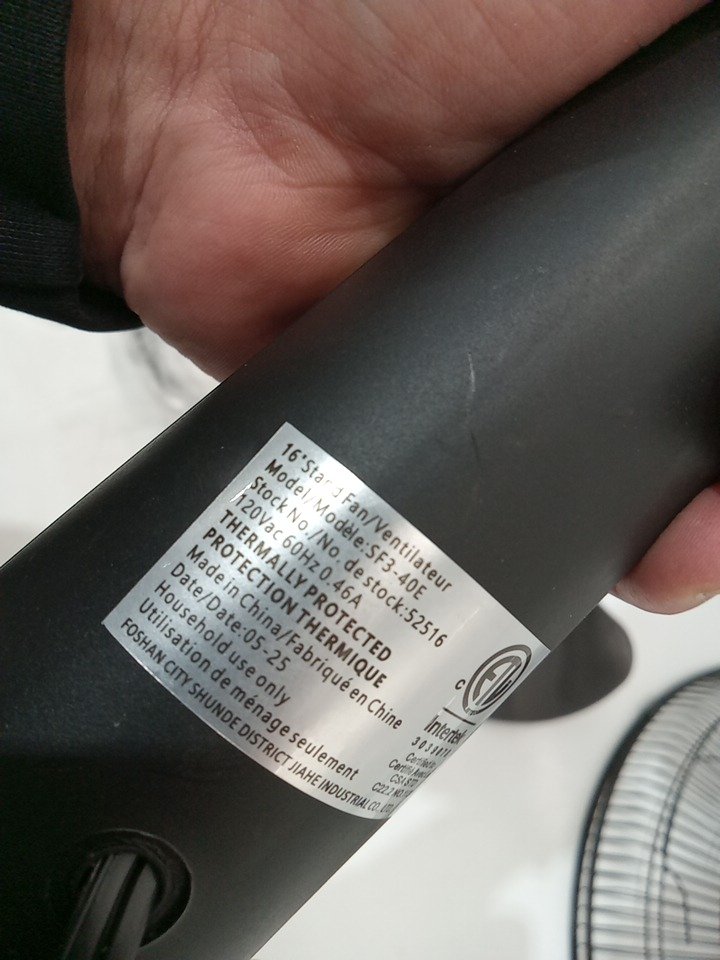 16"Stand Fan/Ventilateur
Model/Modèle:SF3-40E
Stock No./No. de stock:52516
120Vac 60Hz 0.46A
THERMALLY PROTECTED
PROTECTION THERMIQUE
Made in China/Fabriqué en Chine
Date/Date:05-25
Household use only
Utilisation de ménage seulement
FOSHAN CITY SHUNDE DISTRICT JIAHE INDUSTRIAL CO., LTD.
C
Intertek